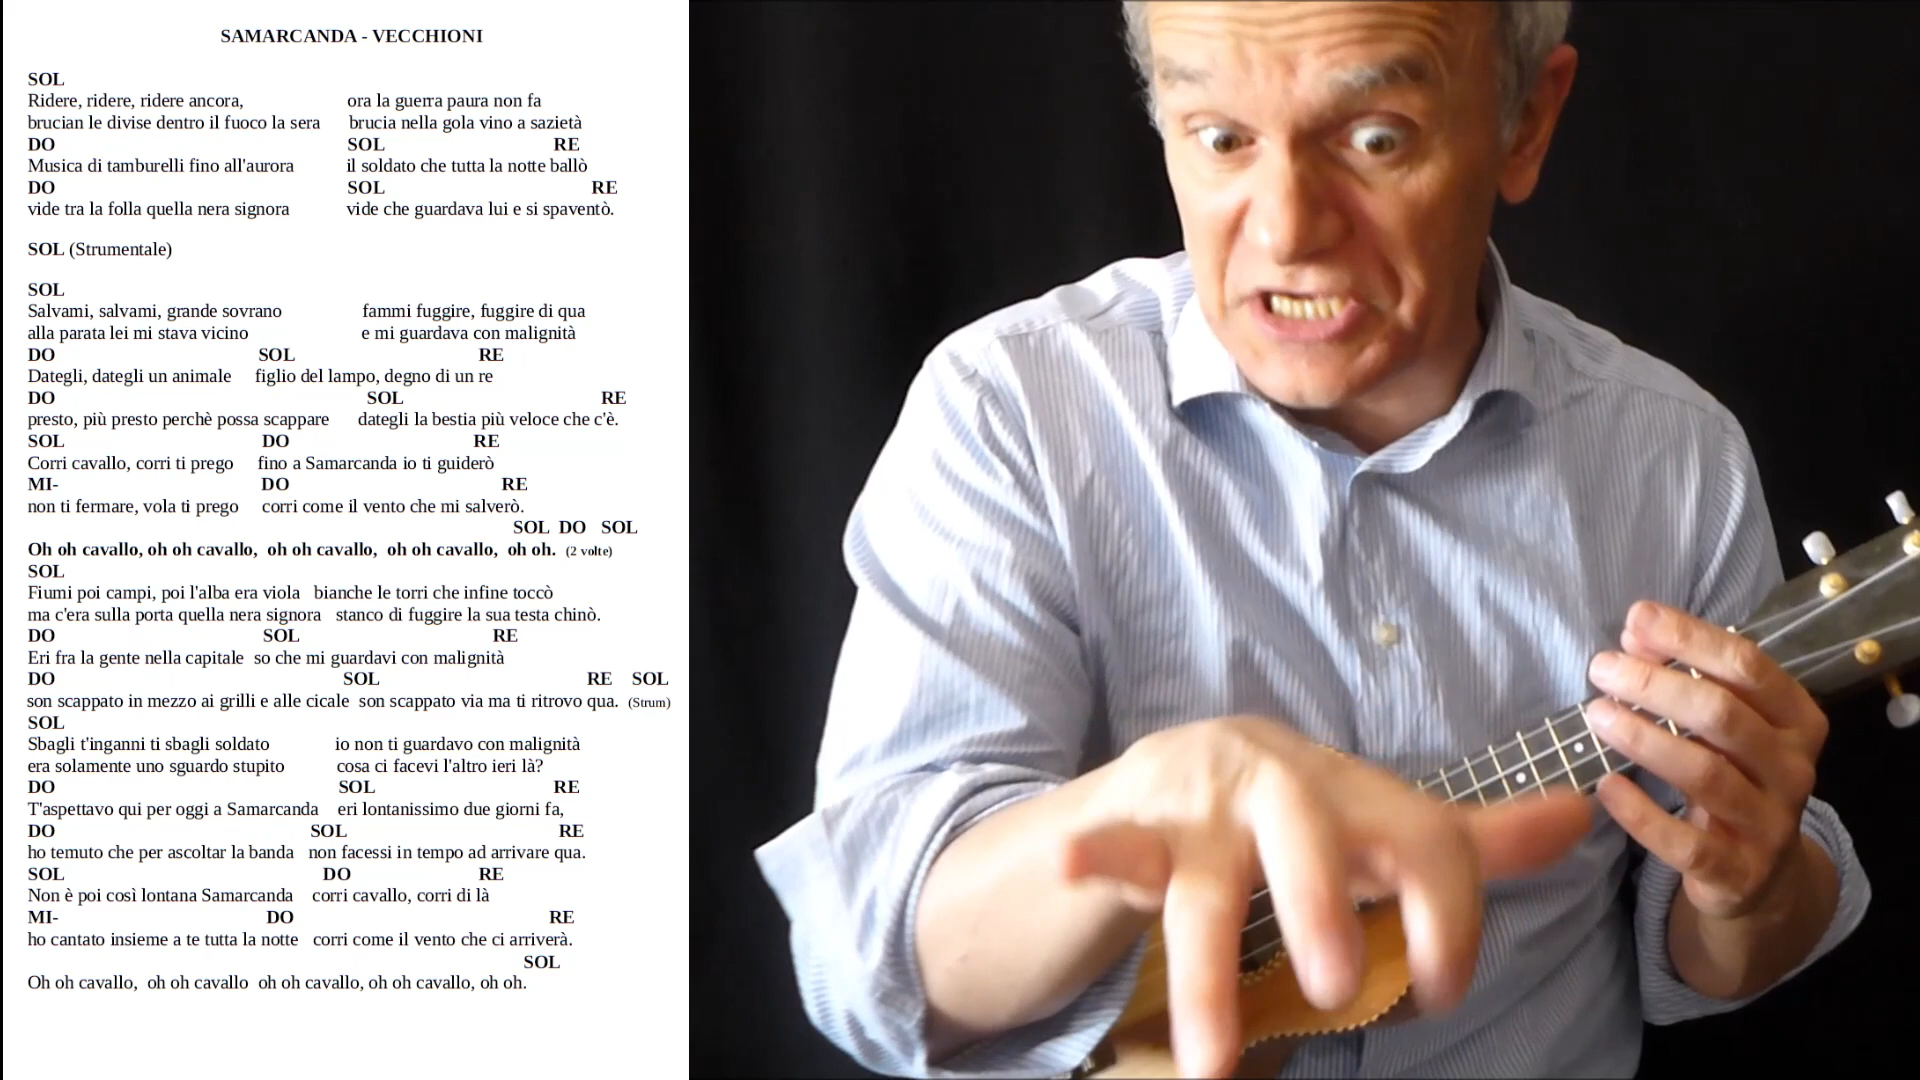 SAMARCANDA - VECCHIONI
SOL
Ridere, ridere, ridere ancora, ora la guerra paura non fa
brucian le divise dentro il fuoco la sera brucia nella gola vino a sazietà
DO SOL RE
Musica di tamburelli fino all'aurora il soldato che tutta la notte ballò
DO SOL RE
vide tra la folla quella nera signora vide che guardava lui e si spaventò.
SOL (Strumentale)
SOL
Salvami, salvami, grande sovrano fammi fuggire, fuggire di qua
alla parata lei mi stava vicino e mi guardava con malignità
DO SOL RE
Dategli, dategli un animale figlio del lampo, degno di un re
DO SOL RE
presto, più presto perchè possa scappare dategli la bestia più veloce che c'è.
SOL DO RE
Corri cavallo, corri ti prego fino a Samarcanda io ti guiderò
MI- DO RE
non ti fermare, vola ti prego corri come il vento che mi salverò.
SOL DO SOL
Oh oh cavallo, oh oh cavallo, oh oh cavallo, oh oh cavallo, oh oh. (2 volte)
SOL
Fiumi poi campi, poi l'alba era viola bianche le torri che infine toccò
ma c'era sulla porta quella nera signora stanco di fuggire la sua testa chinò.
DO SOL RE
Eri fra la gente nella capitale so che mi guardavi con malignità
DO SOL RE SOL
son scappato in mezzo ai grilli e alle cicale son scappato via ma ti ritrovo qua. (Strum)
SOL
Sbagli t'inganni ti sbagli soldato io non ti guardavo con malignità
era solamente uno sguardo stupito cosa ci facevi l'altro ieri là?
DO SOL RE
T'aspettavo qui per oggi a Samarcanda eri lontanissimo due giorni fa,
DO SOL RE
ho temuto che per ascoltar la banda non facessi in tempo ad arrivare qua.
SOL DO RE
Non è poi così lontana Samarcanda corri cavallo, corri di là
MI- DO RE
ho cantato insieme a te tutta la notte corri come il vento che ci arriverà.
SOL
Oh oh cavallo, oh oh cavallo oh oh cavallo, oh oh cavallo, oh oh.